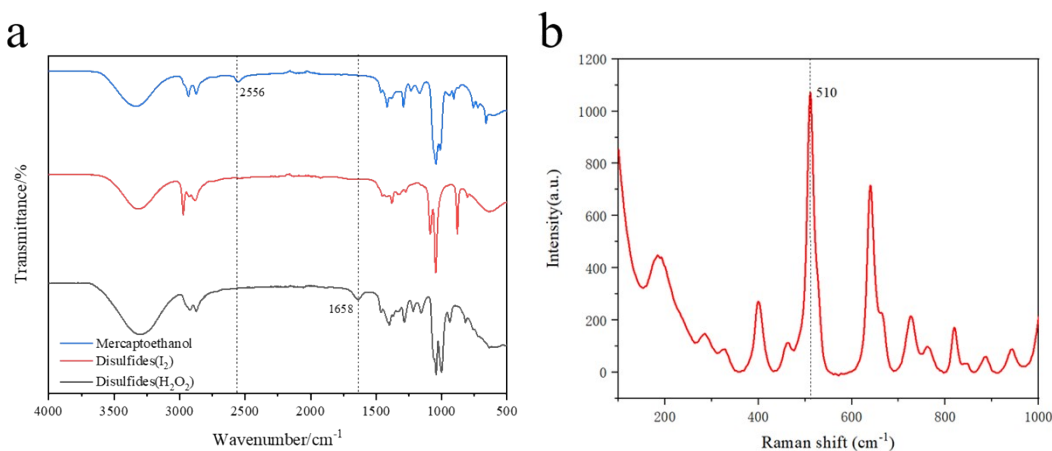 a
Transmittance/%
2556
1658
Mercaptoethanol
Disulfides(I₂)
Disulfides(H₂O₂)
4000 3500 3000 2500 2000 1500 1000 500
Wavenumber/cm⁻¹
b
Intensity(a.u.)
1200
1000
800
600
400
200
0
510
200 400 600 800 1000
Raman shift (cm⁻¹)